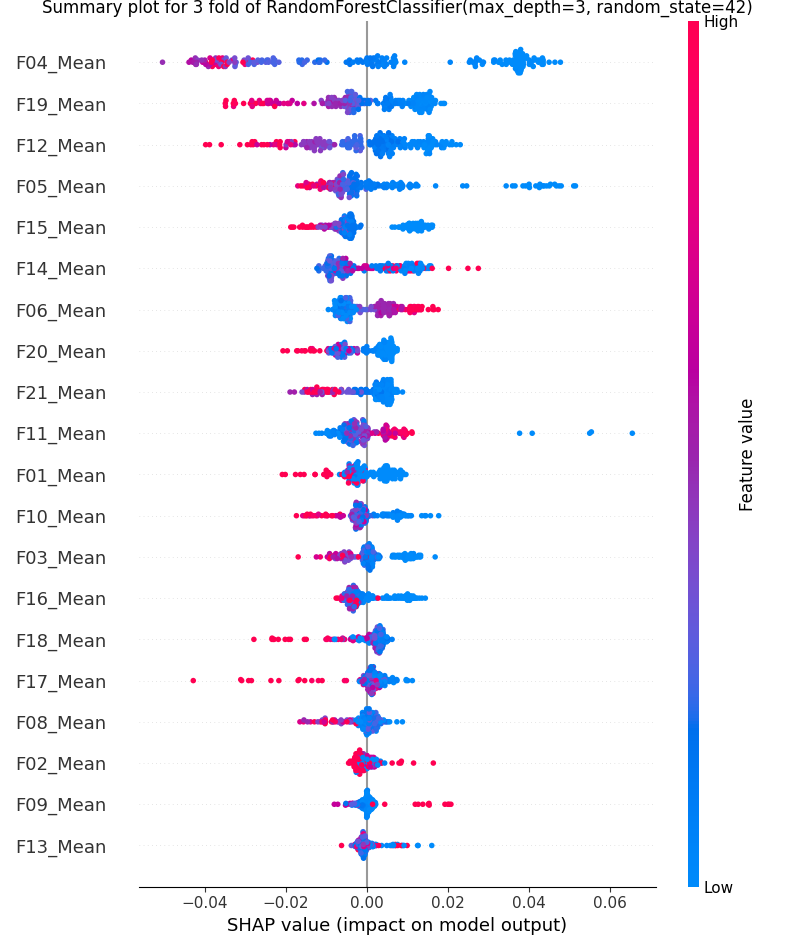 Summary plot for 3 fold of RandomForestClassifier(max_depth=3, random_state=42)
High
F04_Mean
F19_Mean
F12_Mean
F05_Mean
F15_Mean
F14_Mean
F06_Mean
F20_Mean
F21_Mean
F11_Mean
F01_Mean
F10_Mean
F03_Mean
F16_Mean
F18_Mean
F17_Mean
F08_Mean
F02_Mean
F09_Mean
F13_Mean
Feature value
Low
−0.04 −0.02 0.00 0.02 0.04 0.06
SHAP value (impact on model output)